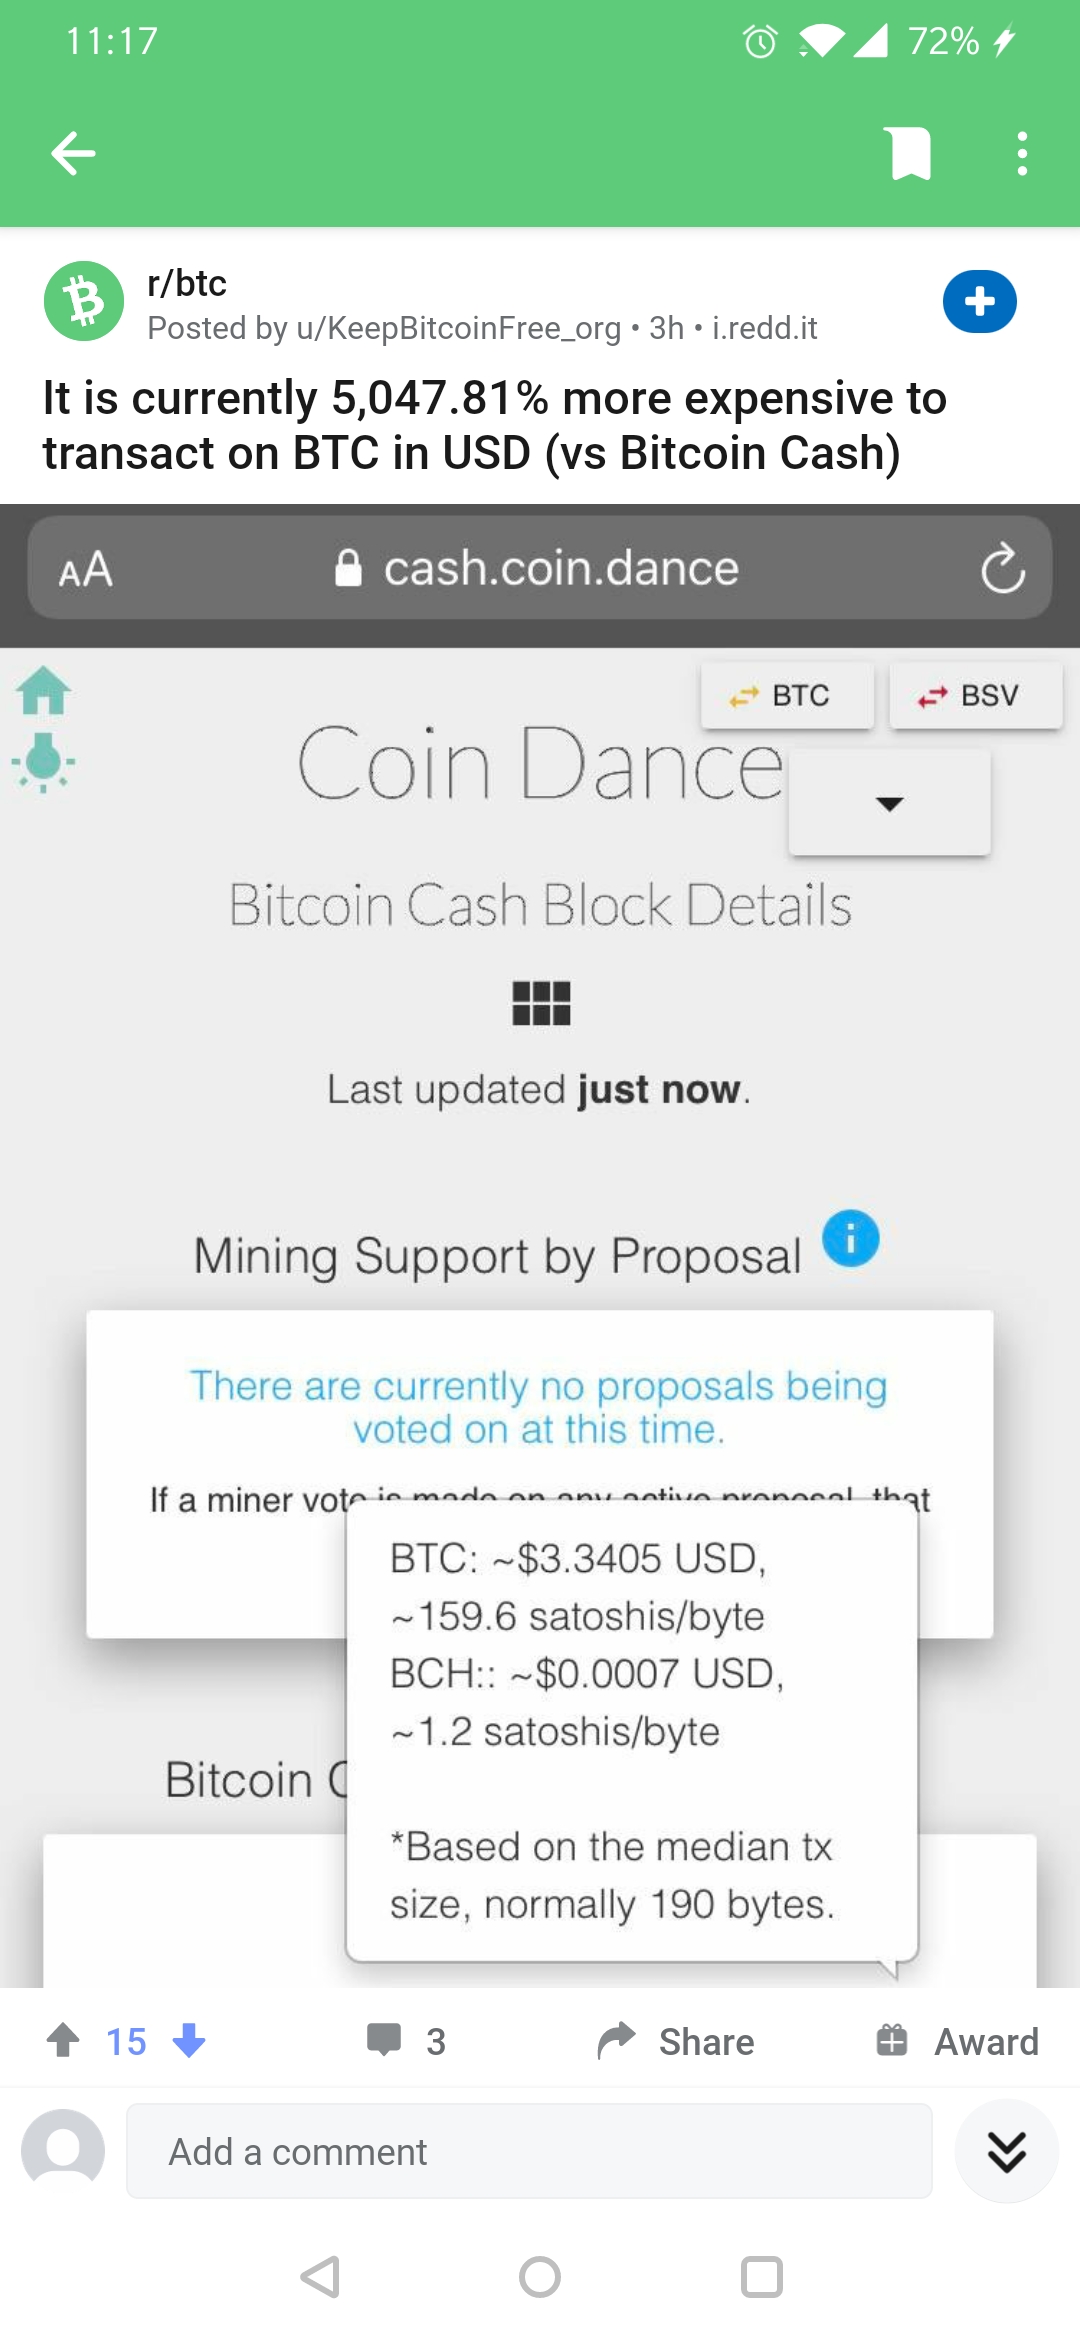 11:17
72%
r/btc
Posted by u/KeepBitcoinFree_org • 3h • i.redd.it
It is currently 5,047.81% more expensive to
transact on BTC in USD (vs Bitcoin Cash)
AA
cash.coin.dance
BTC
BSV
Coin Dance
Bitcoin Cash Block Details
Last updated just now.
Mining Support by Proposal
i
There are currently no proposals being
voted on at this time.
If a miner vote is made on any active proposal, that
BTC: ~$3.3405 USD,
~159.6 satoshis/byte
BCH:: ~$0.0007 USD,
~1.2 satoshis/byte
*Based on the median tx
size, normally 190 bytes.
Bitcoin
15
3
Share
Award
Add a comment